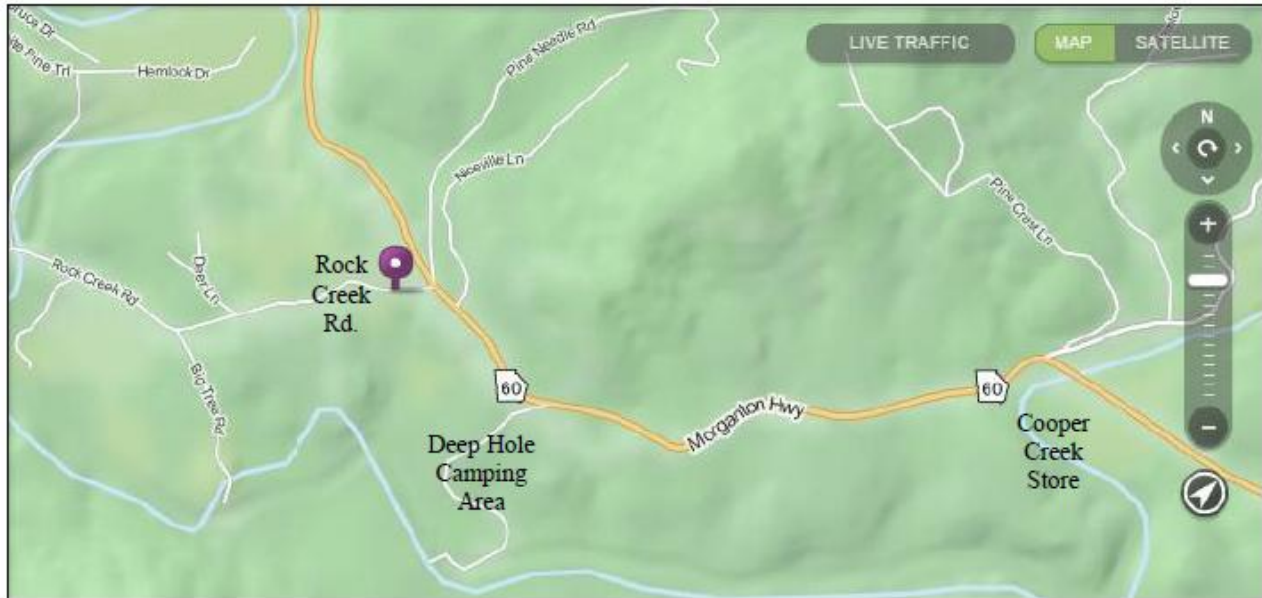 Pine Needle Rd
LIVE TRAFFIC
MAP
SATELLITE
Hemlock Dr
N
Niceville Ln
Pine Crest Ln
Deer Ln
Rock Creek Rd
Rock
Creek
Rd.
Big Tree Rd
60
60
Morganton Hwy
Deep Hole
Camping
Area
Cooper
Creek
Store